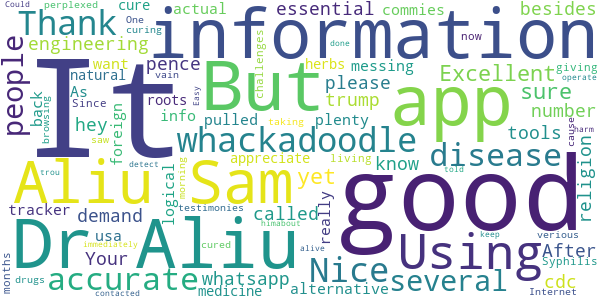 Thank
information
essential
besides
One
cure
actual
commies
Could
perplexed
curing
people
engineering
want
pence
herbs
messing
Excellent
giving
now
natural
please
sure
operate
As
It
But
challenges
app
Since
roots
trump
number
done
vain
back
hey
foreign
info
pulled
plenty
tools
taking
Easy
browsing
saw
whackadoodle
know
disease
cause
harm
trou
Aliu Sam
appreciate
living
yet
detect
morning
logical
really
good
told
religion
tracker
testimonies
called
Dr Aliu
demand
himabout
usa
cured
Using
After
verious
Your
whatsapp
Nice
several
cdc
Syphilis
months
drugs
accurate
medicine
alternative
alive
keep
immediately
contacted
Internet